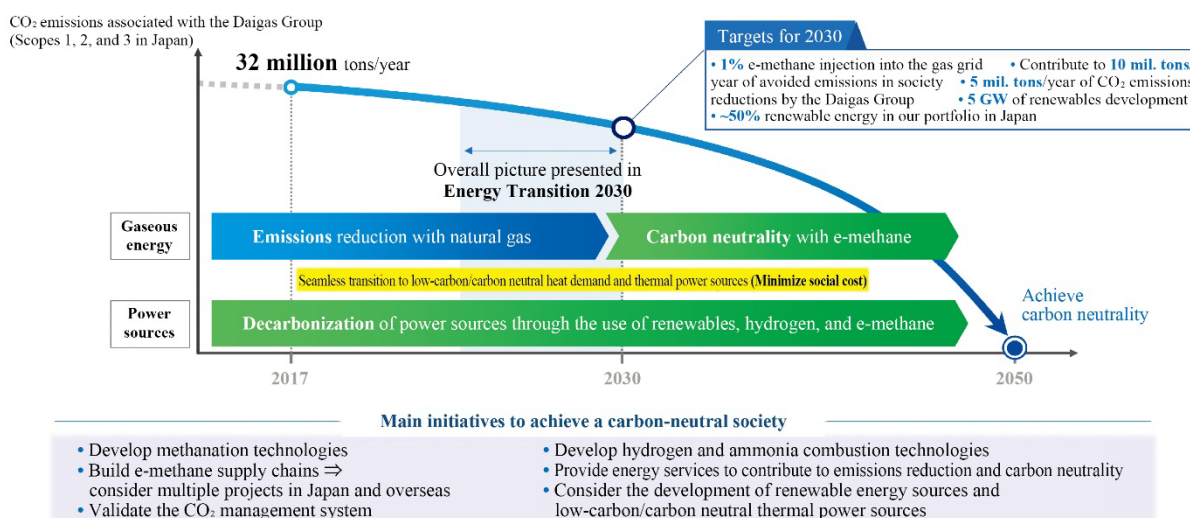 CO₂ emissions associated with the Daigas Group
(Scopes 1, 2, and 3 in Japan)
32 million tons/year
Targets for 2030
• 1% e-methane injection into the gas grid • Contribute to 10 mil. tons/
year of avoided emissions in society • 5 mil. tons/year of CO₂ emissions
reductions by the Daigas Group • 5 GW of renewables development
• ~50% renewable energy in our portfolio in Japan
Overall picture presented in
Energy Transition 2030
Gaseous
energy
Emissions reduction with natural gas
Carbon neutrality with e-methane
Seamless transition to low-carbon/carbon neutral heat demand and thermal power sources (Minimize social cost)
Power
sources
Decarbonization of power sources through the use of renewables, hydrogen, and e-methane
Achieve
carbon neutrality
2017
2030
2050
Main initiatives to achieve a carbon-neutral society
• Develop methanation technologies
• Build e-methane supply chains ⇒
consider multiple projects in Japan and overseas
• Validate the CO₂ management system
• Develop hydrogen and ammonia combustion technologies
• Provide energy services to contribute to emissions reduction and carbon neutrality
• Consider the development of renewable energy sources and
low-carbon/carbon neutral thermal power sources